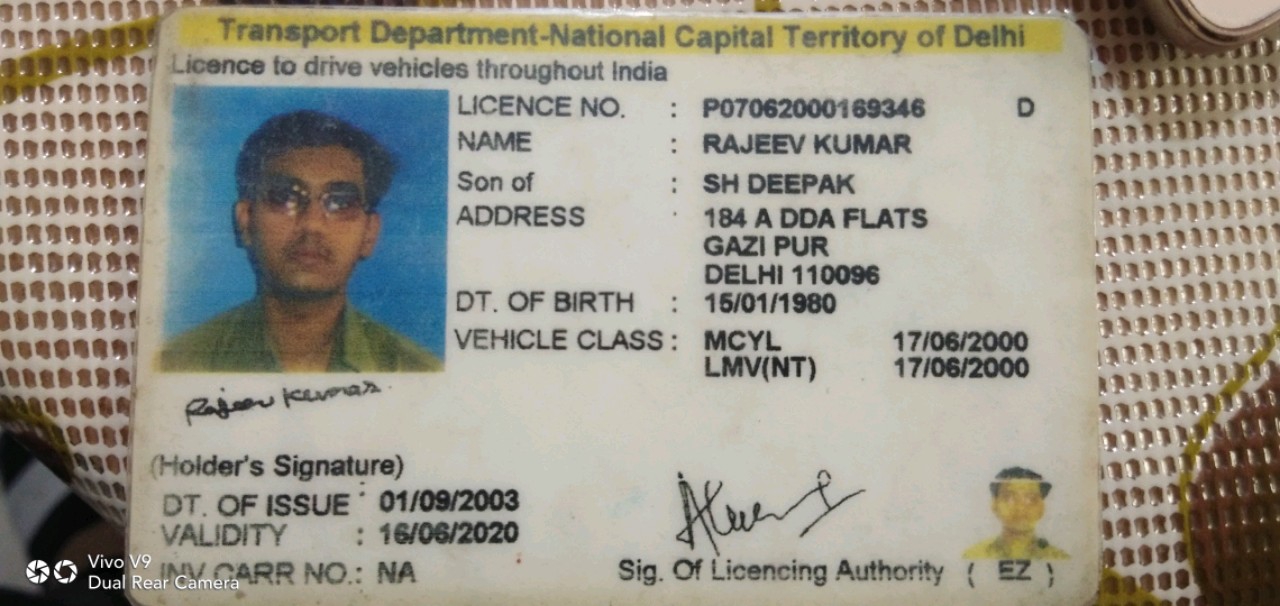 Transport Department-National Capital Territory of Delhi
Licence to drive vehicles throughout India
LICENCE NO. : P07062000169346 D
NAME : RAJEEV KUMAR
Son of : SH DEEPAK
ADDRESS : 184 A DDA FLATS
GAZI PUR
DELHI 110096
DT. OF BIRTH : 15/01/1980
VEHICLE CLASS : MCYL 17/06/2000
LMV(NT) 17/06/2000
Rajeev Kumar
(Holder's Signature)
DT. OF ISSUE : 01/09/2003
VALIDITY : 16/06/2020
INV CARR NO.: NA
Sig. Of Licencing Authority ( EZ )
Vivo V9
Dual Rear Camera